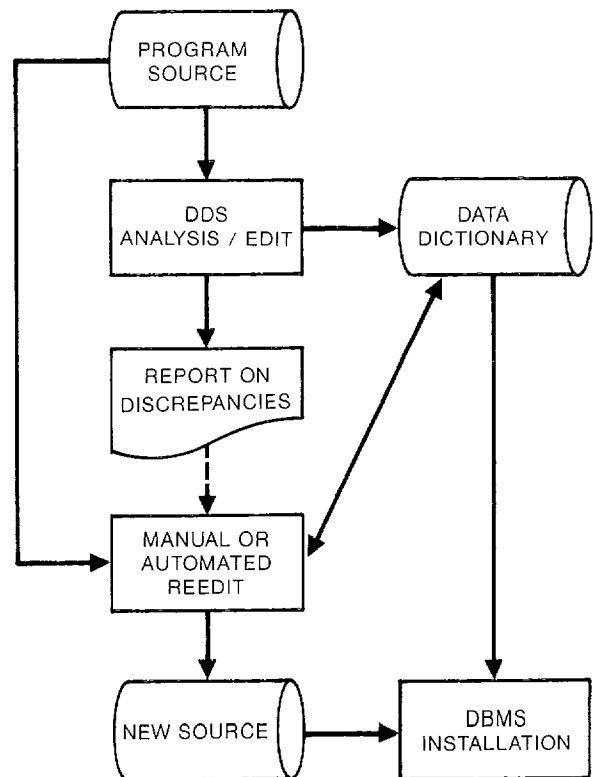 PROGRAM
SOURCE
DDS
ANALYSIS / EDIT
DATA
DICTIONARY
REPORT ON
DISCREPANCIES
MANUAL OR
AUTOMATED
REEDIT
NEW SOURCE
DBMS
INSTALLATION